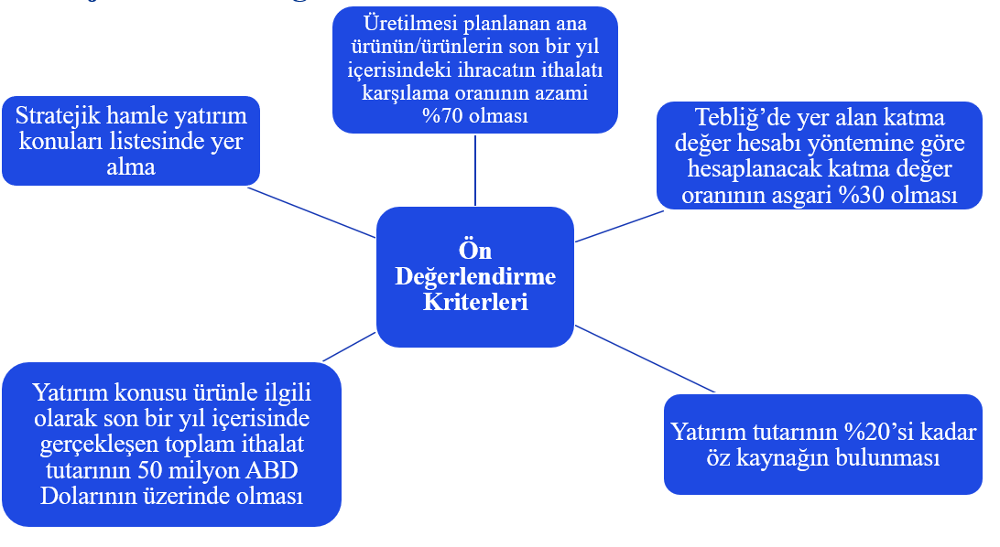 Üretilmesi planlanan ana
ürünün/ürünlerin son bir yıl
içerisindeki ihracatın ithalatı
karşılama oranının azami
%70 olması
Stratejik hamle yatırım
konuları listesinde yer
alma
Tebliğ’de yer alan katma
değer hesabı yöntemine göre
hesaplanacak katma değer
oranının asgari %30 olması
Ön
Değerlendirme
Kriterleri
Yatırım konusu ürünle ilgili
olarak son bir yıl içerisinde
gerçekleşen toplam ithalat
tutarının 50 milyon ABD
Dolarının üzerinde olması
Yatırım tutarının %20’si kadar
öz kaynağın bulunması